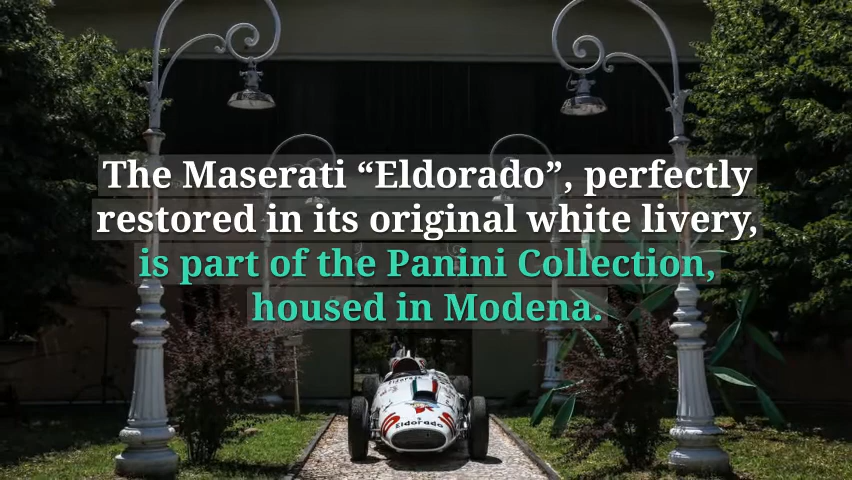 The Maserati “Eldorado”, perfectly
restored in its original white livery,
is part of the Panini Collection,
housed in Modena.
Eldorado
Eldorado